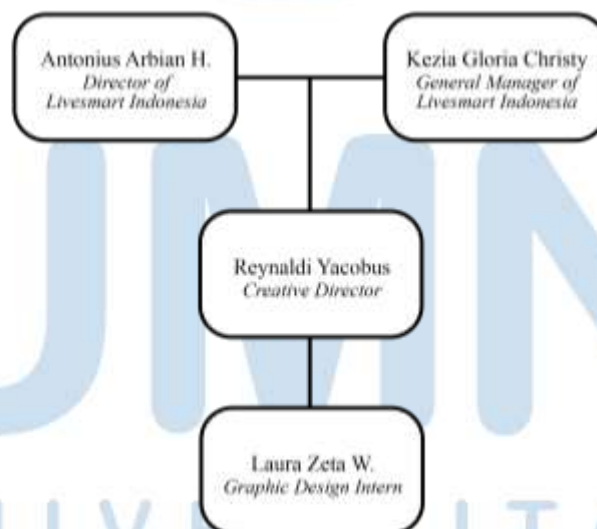 Antonius Arbian H.
Director of
Livesmart Indonesia
Kezia Gloria Christy
General Manager of
Livesmart Indonesia
Reynaldi Yacobus
Creative Director
Laura Zeta W.
Graphic Design Intern
UMN